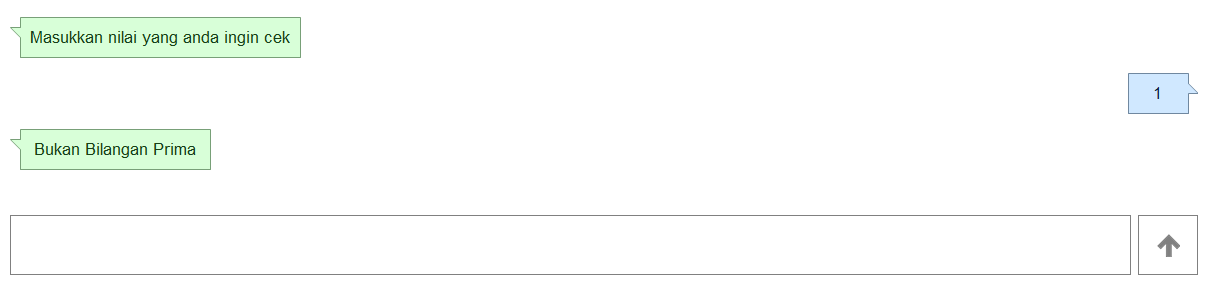 Masukkan nilai yang anda ingin cek
1
Bukan Bilangan Prima